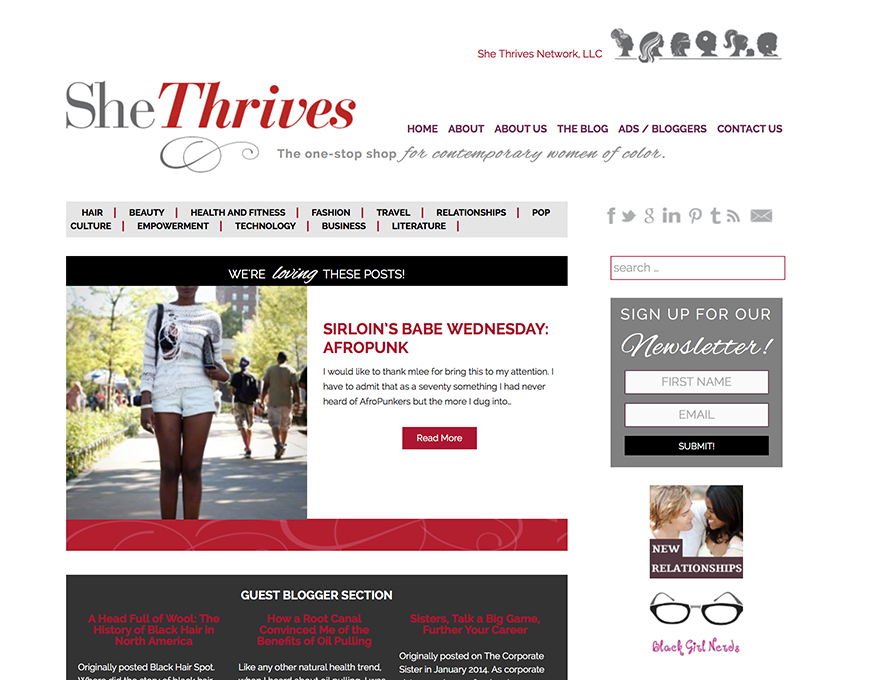 She Thrives Network, LLC
SheThrives
HOME ABOUT ABOUT US THE BLOG ADS / BLOGGERS CONTACT US
The one-stop shop for contemporary women of color.
HAIR | BEAUTY | HEALTH AND FITNESS | FASHION | TRAVEL | RELATIONSHIPS | POP
CULTURE | EMPOWERMENT | TECHNOLOGY | BUSINESS | LITERATURE |
search ...
WE'RE loving THESE POSTS!
SIRLOIN'S BABE WEDNESDAY:
AFROPUNK
I would like to thank mlee for bring this to my attention. I
have to admit that as a seventy something I had never
heard of AfroPunkers but the more I dug into...
Read More
SIGN UP FOR OUR
Newsletter!
FIRST NAME
EMAIL
SUBMIT!
NEW
RELATIONSHIPS
Black Girl Nerds
GUEST BLOGGER SECTION
A Head Full of Wool: The
History of Black Hair in
North America
Originally posted Black Hair Spot.
Where did the story of black hair
How a Root Canal
Convinced Me of the
Benefits of Oil Pulling
Like any other natural health trend,
when I heard about oil pulling, I was
Sisters, Talk a Big Game,
Further Your Career
Originally posted on The Corporate
Sister in January 2014. As corporate